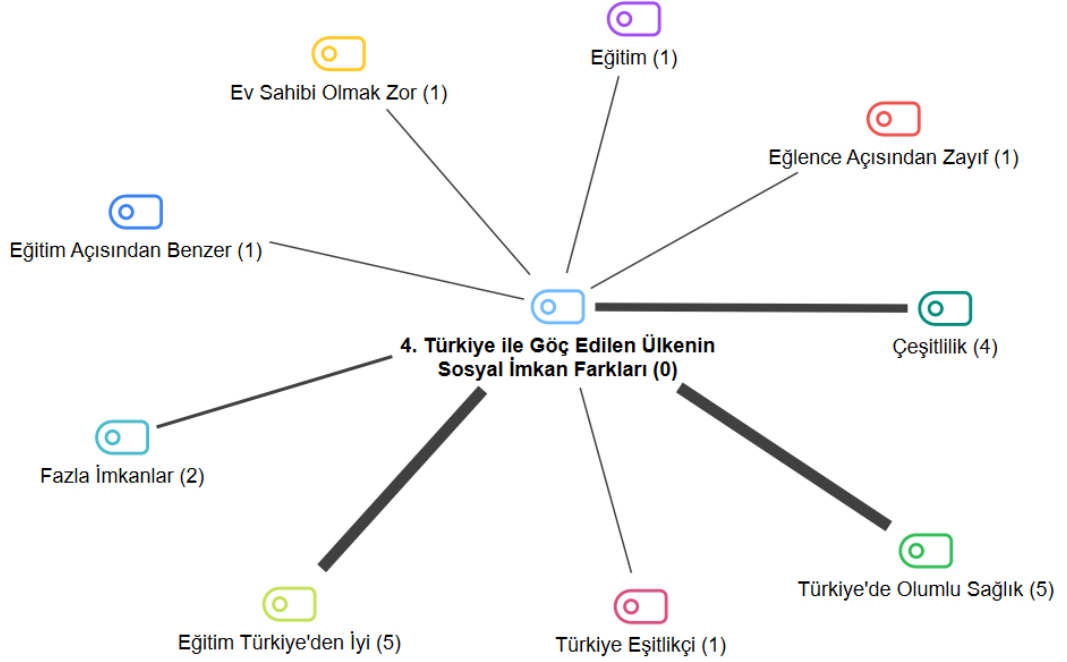 Eğitim (1)
Ev Sahibi Olmak Zor (1)
Eğlence Açısından Zayıf (1)
Eğitim Açısından Benzer (1)
4. Türkiye ile Göç Edilen Ülkenin
Sosyal İmkan Farkları (0)
Çeşitlilik (4)
Fazla İmkanlar (2)
Türkiye'de Olumlu Sağlık (5)
Eğitim Türkiye'den İyi (5)
Türkiye Eşitlikçi (1)